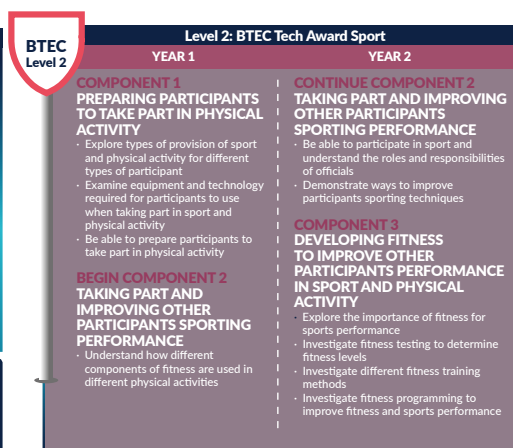 Level 2: BTEC Tech Award Sport
BTEC
Level 2
YEAR 1
COMPONENT 1
PREPARING PARTICIPANTS
TO TAKE PART IN PHYSICAL
ACTIVITY
· Explore types of provision of sport
and physical activity for different
types of participant
· Examine equipment and technology
required for participants to use
when taking part in sport and
physical activity
· Be able to prepare participants to
take part in physical activity
BEGIN COMPONENT 2
TAKING PART AND
IMPROVING OTHER
PARTICIPANTS SPORTING
PERFORMANCE
· Understand how different
components of fitness are used in
different physical activities
YEAR 2
CONTINUE COMPONENT 2
TAKING PART AND IMPROVING
OTHER PARTICIPANTS
SPORTING PERFORMANCE
· Be able to participate in sport and
understand the roles and responsibilities
of officials
· Demonstrate ways to improve
participants sporting techniques
COMPONENT 3
DEVELOPING FITNESS
TO IMPROVE OTHER
PARTICIPANTS PERFORMANCE
IN SPORT AND PHYSICAL
ACTIVITY
· Explore the importance of fitness for
sports performance
· Investigate fitness testing to determine
fitness levels
· Investigate different fitness training
methods
· Investigate fitness programming to
improve fitness and sports performance